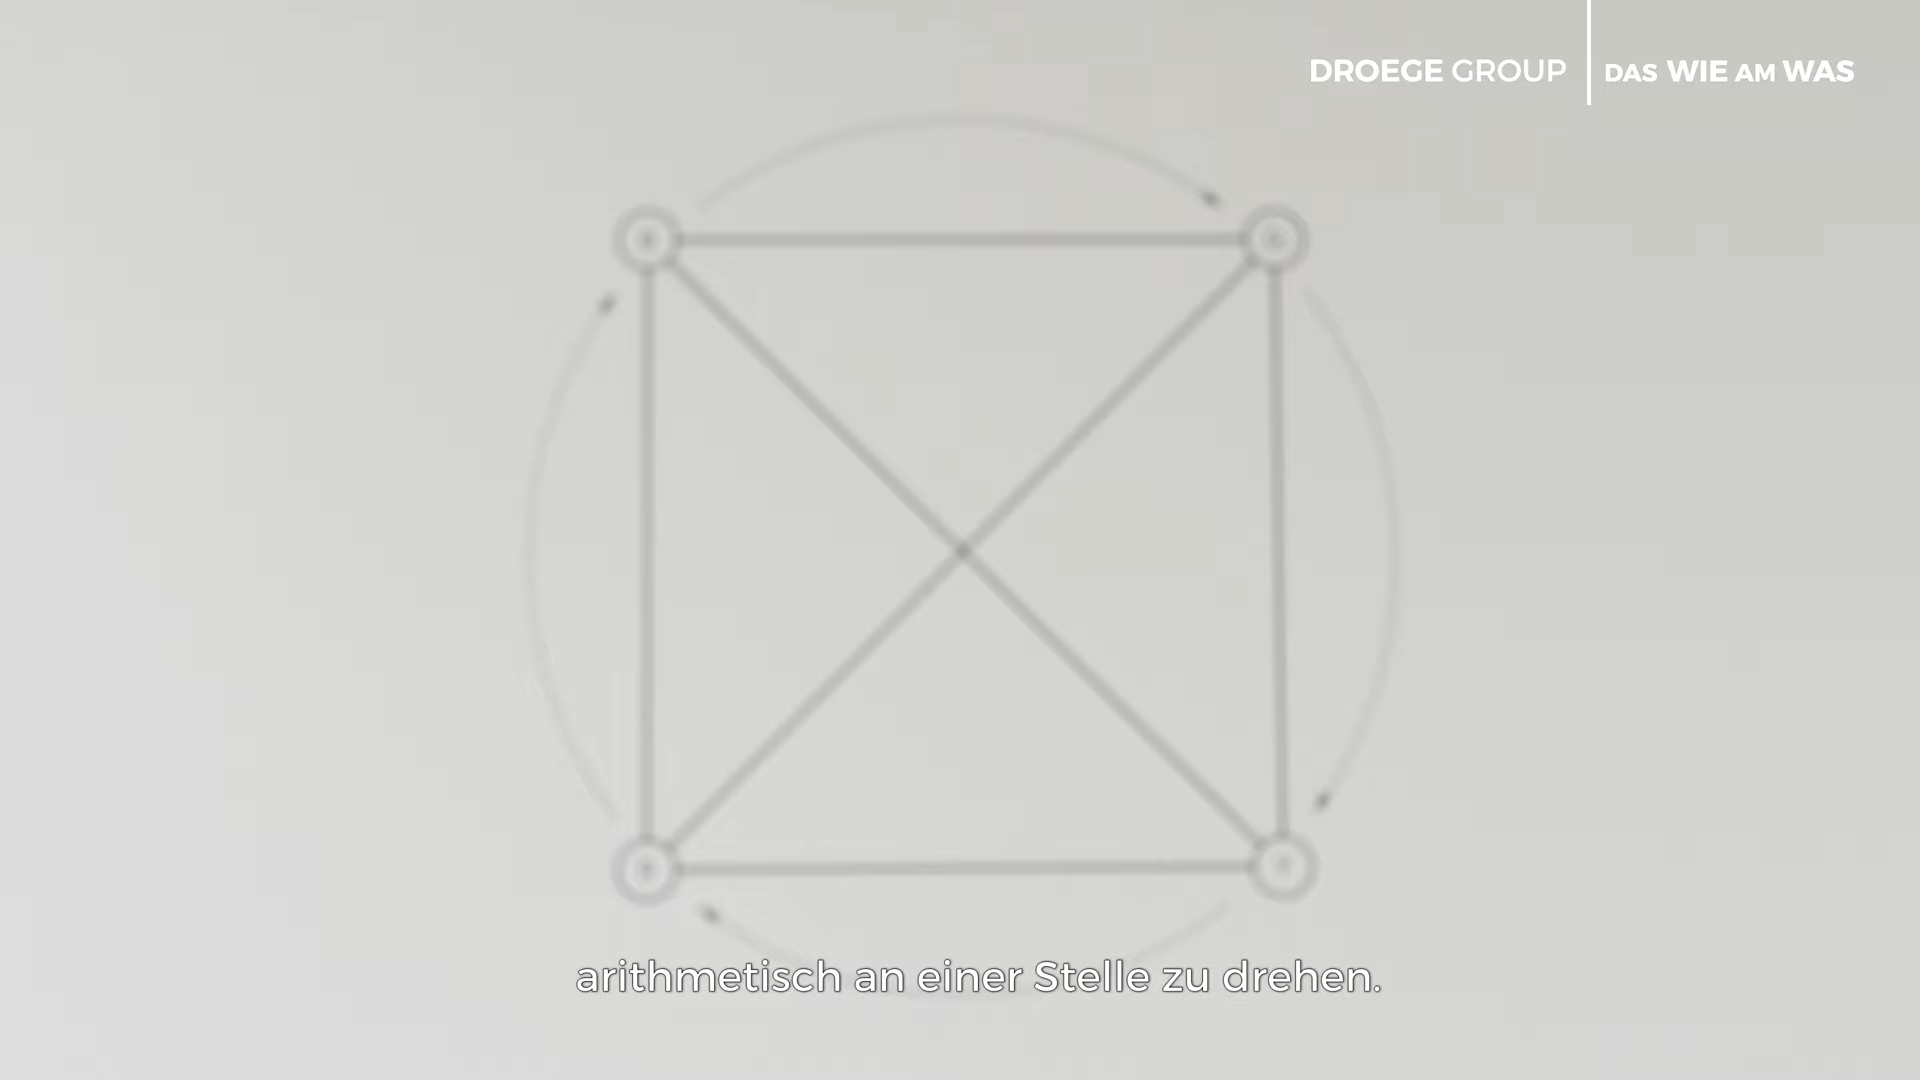 DROEGE GROUP
DAS WIE AM WAS
arithmetisch an einer Stelle zu drehen.